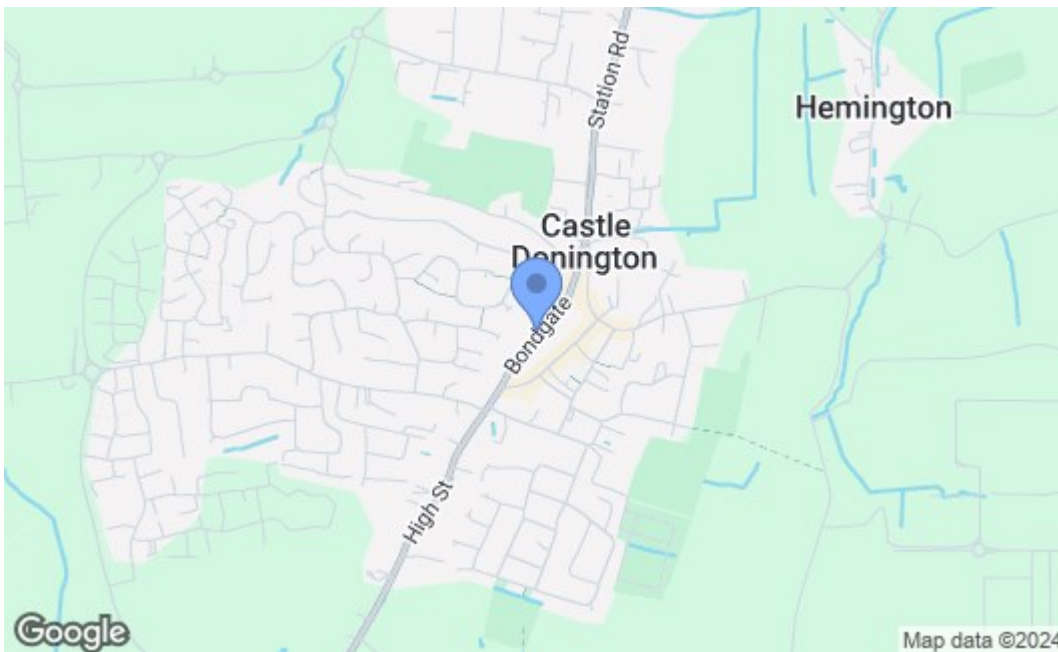 Station Rd
Hemington
Castle
Donington
Bondgate
High St
Google
Map data ©2024